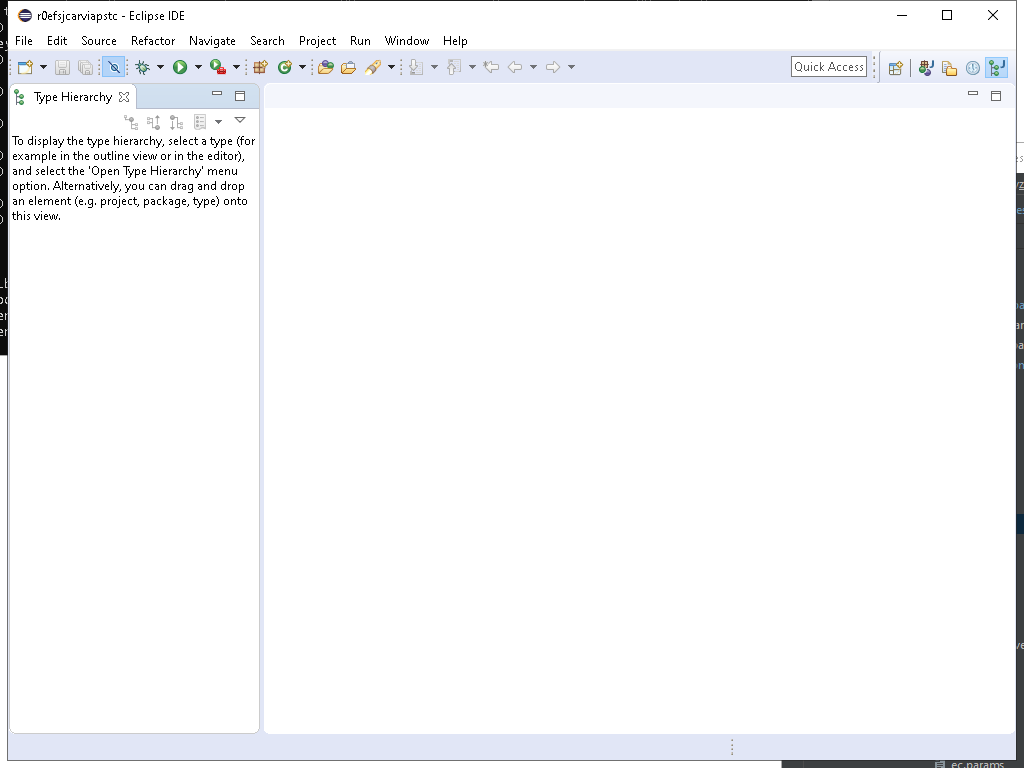 r0efsjcarviapstc - Eclipse IDE
File Edit Source Refactor Navigate Search Project Run Window Help
Quick Access
Type Hierarchy
To display the type hierarchy, select a type (for
example in the outline view or in the editor),
and select the 'Open Type Hierarchy' menu
option. Alternatively, you can drag and drop
an element (e.g. project, package, type) onto
this view.
ec.params